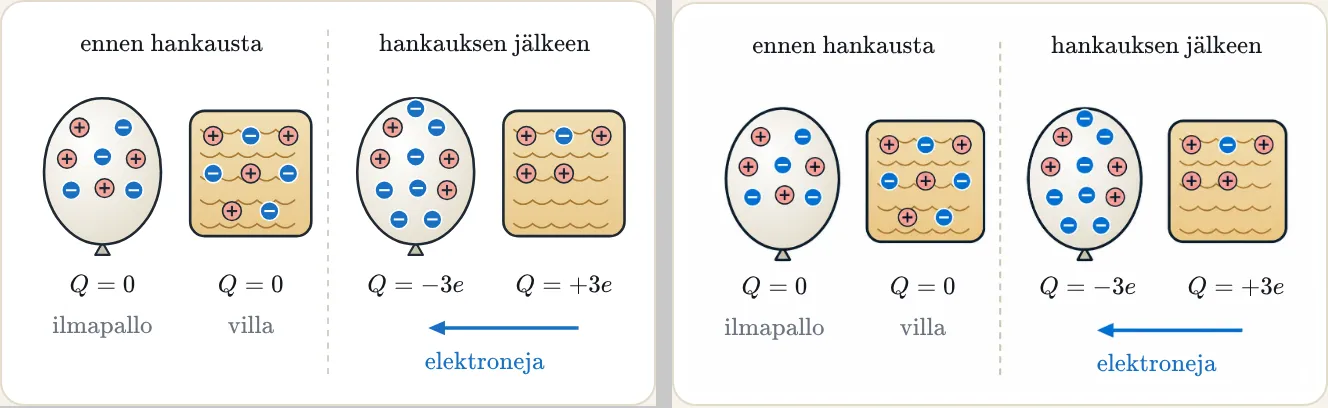 ennen hankausta
hankauksen jälkeen
Q = 0
Q = 0
Q = −3e
Q = +3e
ilmapallo
villa
elektroneja
ennen hankausta
hankauksen jälkeen
Q = 0
Q = 0
Q = −3e
Q = +3e
ilmapallo
villa
elektroneja